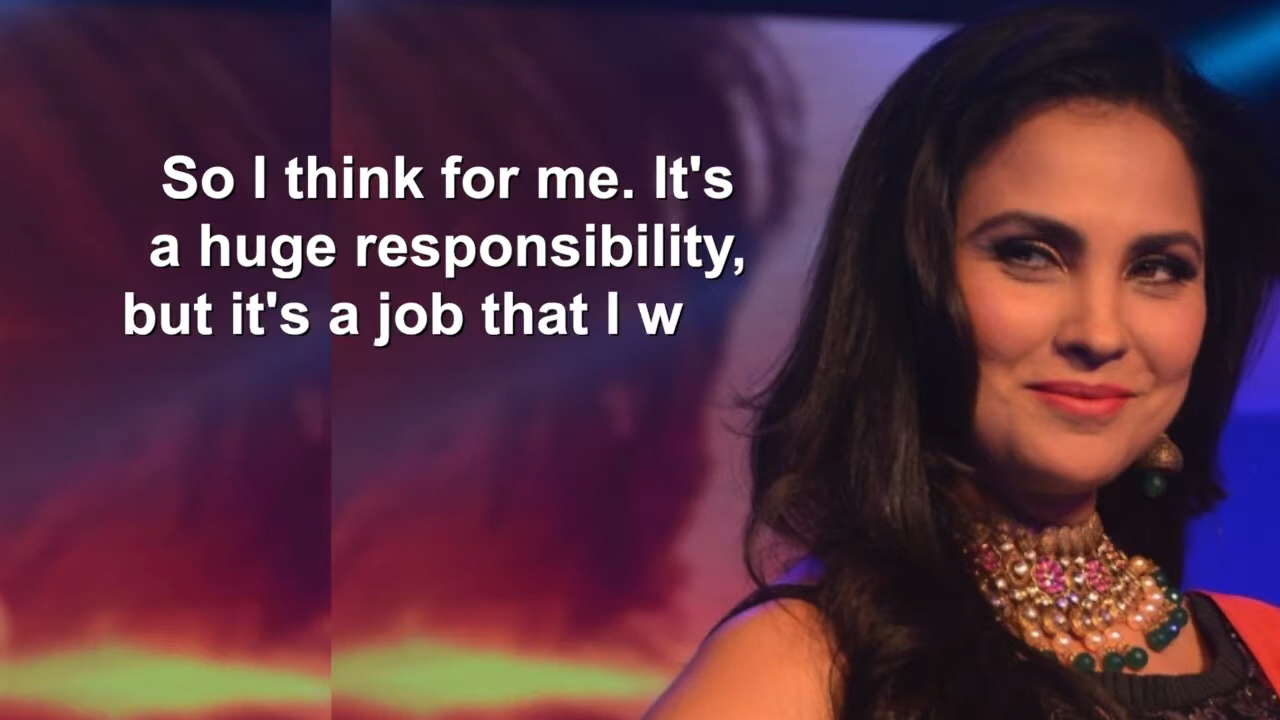 So I think for me. It's
a huge responsibility,
but it's a job that I w